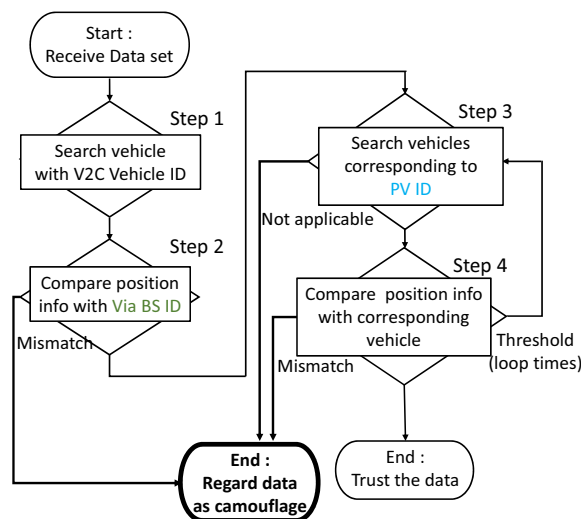 Start :
Receive Data set
Step 1
Search vehicle
with V2C Vehicle ID
Step 2
Compare position
info with Via BS ID
Mismatch
Step 3
Search vehicles
corresponding to
PV ID
Not applicable
Step 4
Compare position info
with corresponding
vehicle
Mismatch
Threshold
(loop times)
End :
Regard data
as camouflage
End :
Trust the data